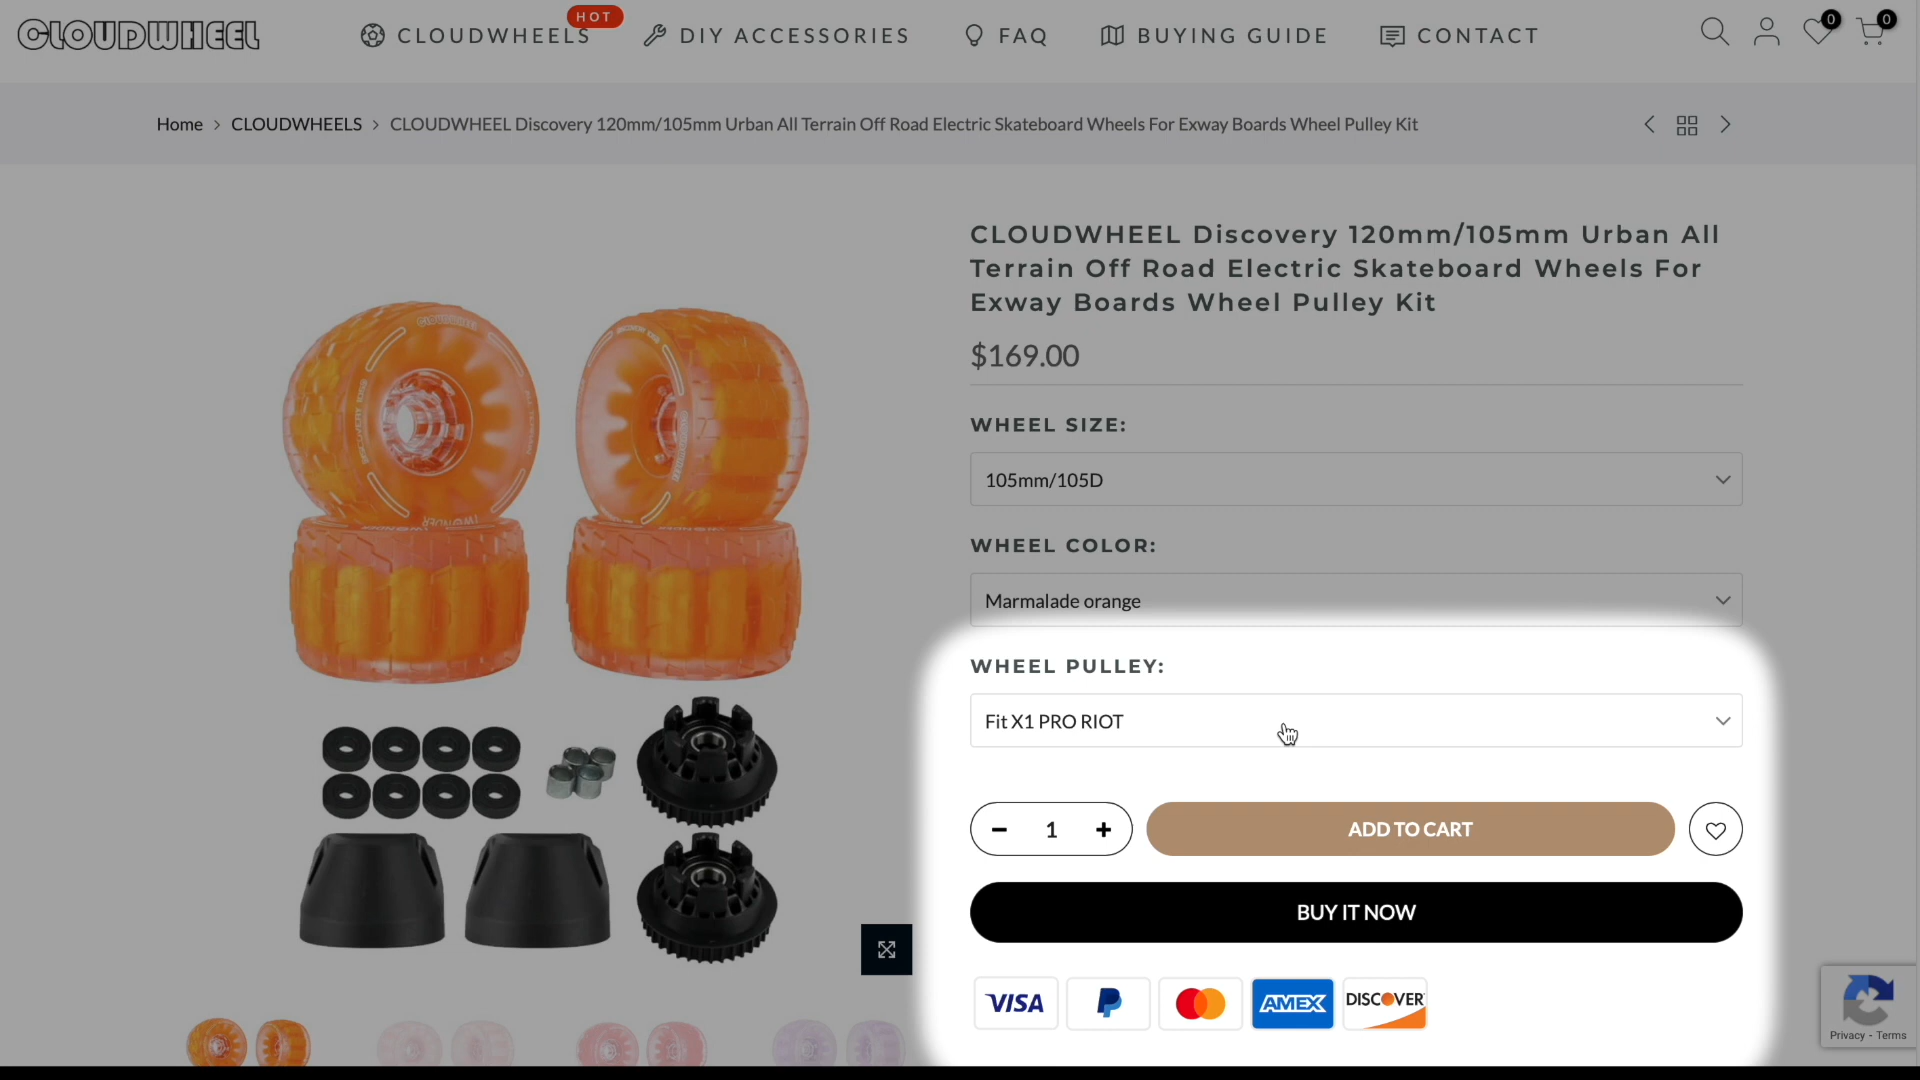 CLOUDWHEEL
CLOUDWHEELS
HOT
DIY ACCESSORIES
FAQ
BUYING GUIDE
CONTACT
0
0
Home > CLOUDWHEELS > CLOUDWHEEL Discovery 120mm/105mm Urban All Terrain Off Road Electric Skateboard Wheels For Exway Boards Wheel Pulley Kit
CLOUDWHEEL Discovery 120mm/105mm Urban All
Terrain Off Road Electric Skateboard Wheels For
Exway Boards Wheel Pulley Kit
$169.00
WHEEL SIZE:
105mm/105D
WHEEL COLOR:
Marmalade orange
WHEEL PULLEY:
Fit X1 PRO RIOT
1
ADD TO CART
BUY IT NOW
VISA
AMEX
DISCOVER
Privacy - Terms
CLOUDWHEEL